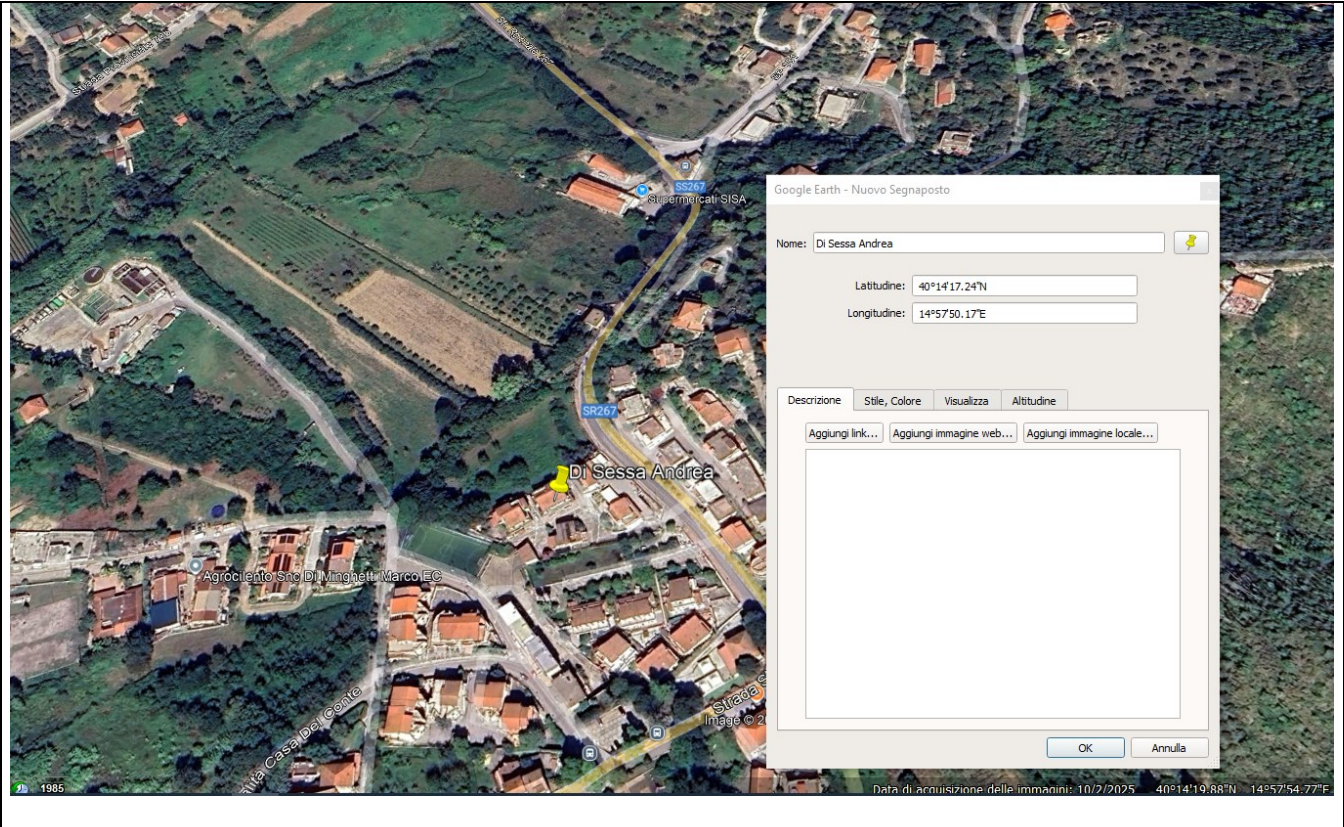 SS267
Supermercati SISA
Google Earth - Nuovo Segnaposto
Nome: Di Sessa Andrea
Latitudine: 40°14'17.24"N
Longitudine: 14°57'50.17"E
Descrizione Stile, Colore Visualizza Altitudine
Aggiungi link... Aggiungi immagine web... Aggiungi immagine locale...
SR267
Di Sessa Andrea
Agrocilento Snc Di Minghetti Marco EC
Casa Del Conte
Strada S
Image © 20
OK Annulla
1985
Data di acquisizione delle immagini: 10/2/2025 40°14'19.88"N 14°57'54.77"E